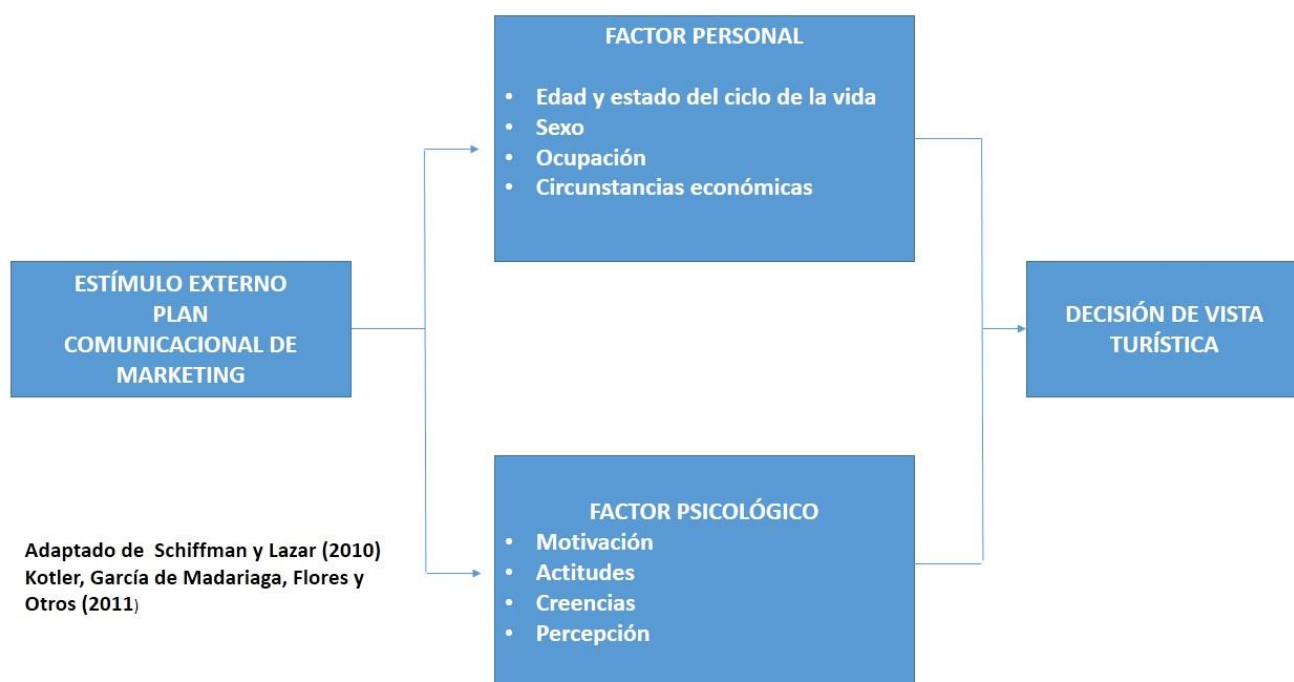 FACTOR PERSONAL
• Edad y estado del ciclo de la vida
• Sexo
• Ocupación
• Circunstancias económicas
ESTÍMULO EXTERNO
PLAN
COMUNICACIONAL DE
MARKETING
DECISIÓN DE VISTA
TURÍSTICA
FACTOR PSICOLÓGICO
• Motivación
• Actitudes
• Creencias
• Percepción
Adaptado de Schiffman y Lazar (2010)
Kotler, García de Madariaga, Flores y
Otros (2011)